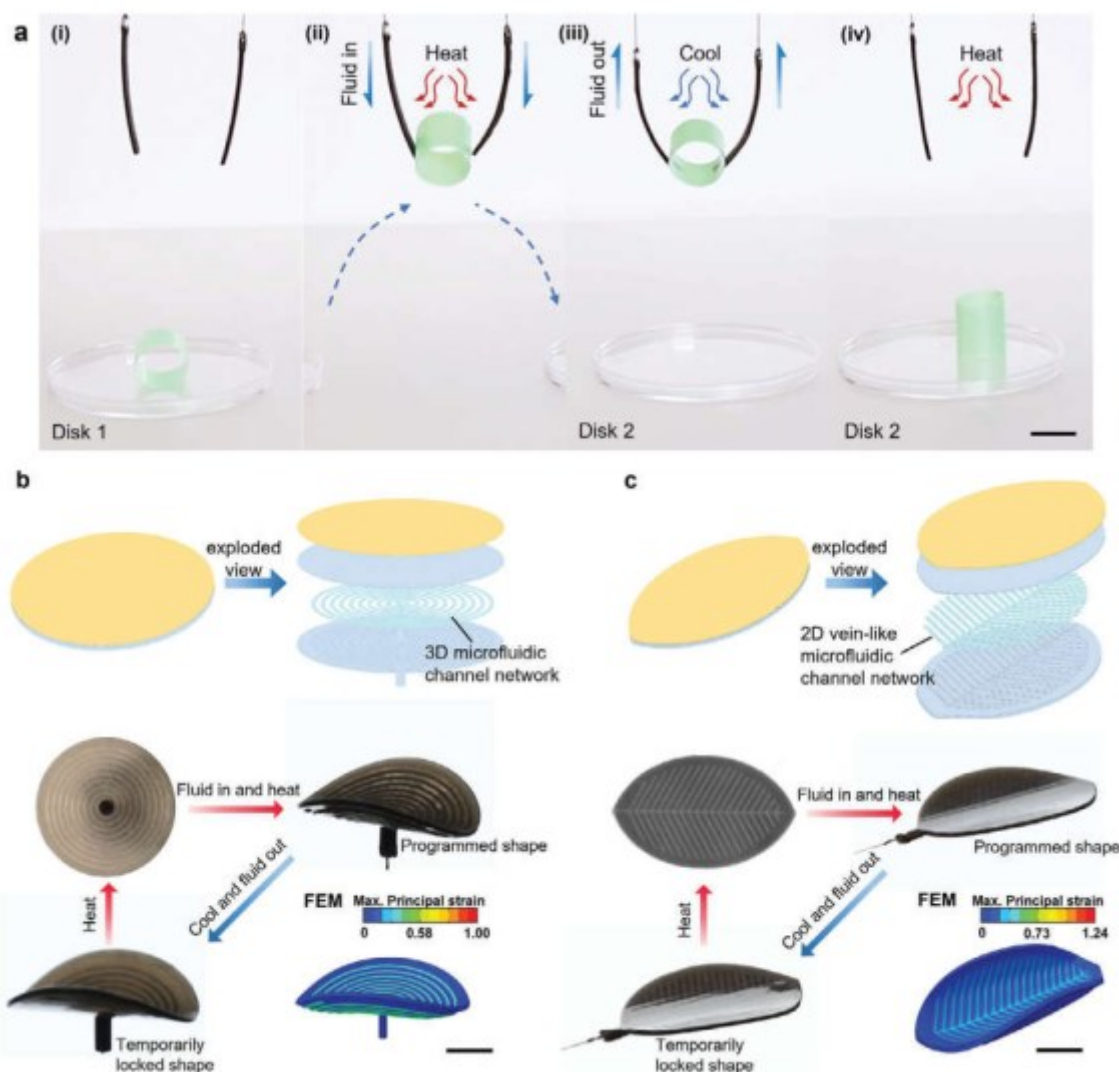 a (i) (ii) (iii) (iv)
Fluid in
Heat
Fluid out
Cool
Heat
Disk 1
Disk 2
Disk 2
b
exploded
view
3D microfluidic
channel network
Fluid in and heat
Programmed shape
Cool and fluid out
Heat
Temporarily
locked shape
FEM Max. Principal strain
0 0.58 1.00
c
exploded
view
2D vein-like
microfluidic
channel network
Fluid in and heat
Programmed shape
Cool and fluid out
Heat
Temporarily
locked shape
FEM Max. Principal strain
0 0.73 1.24